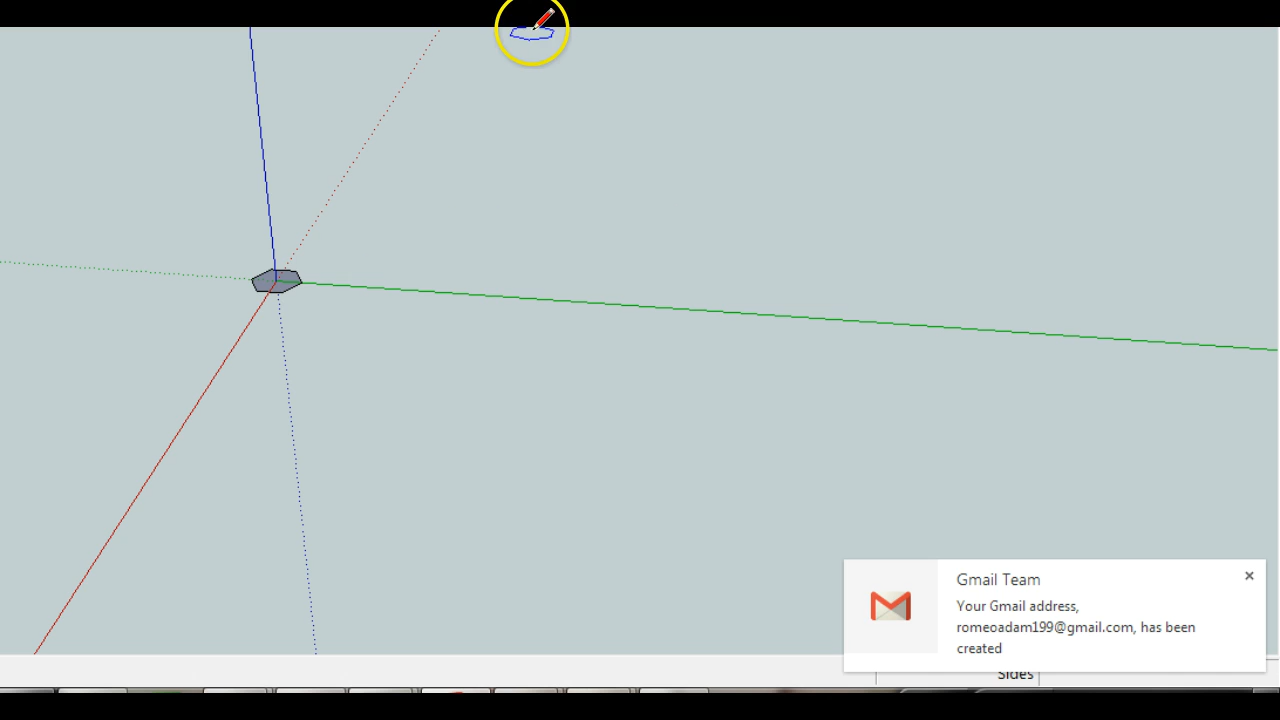 Gmail Team
Your Gmail address,
romeoadam199@gmail.com, has been
created
Sides